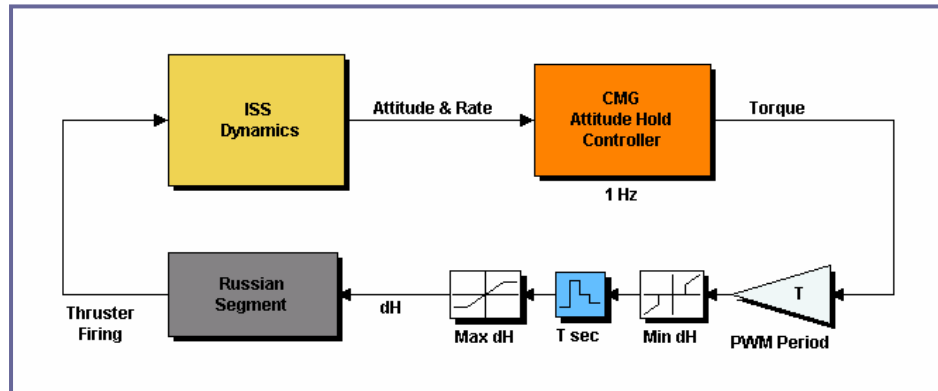 ISS
Dynamics
Attitude & Rate
CMG
Attitude Hold
Controller
Torque
1 Hz
Russian
Segment
Thruster
Firing
dH
Max dH
T sec
Min dH
T
PWM Period